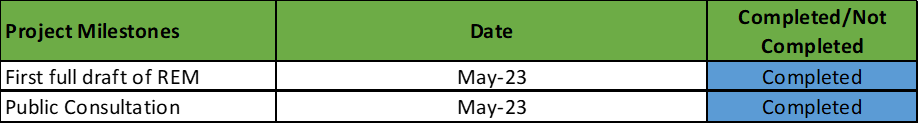 Project Milestones Date Completed/Not
Completed
First full draft of REM May-23 Completed
Public Consultation May-23 Completed